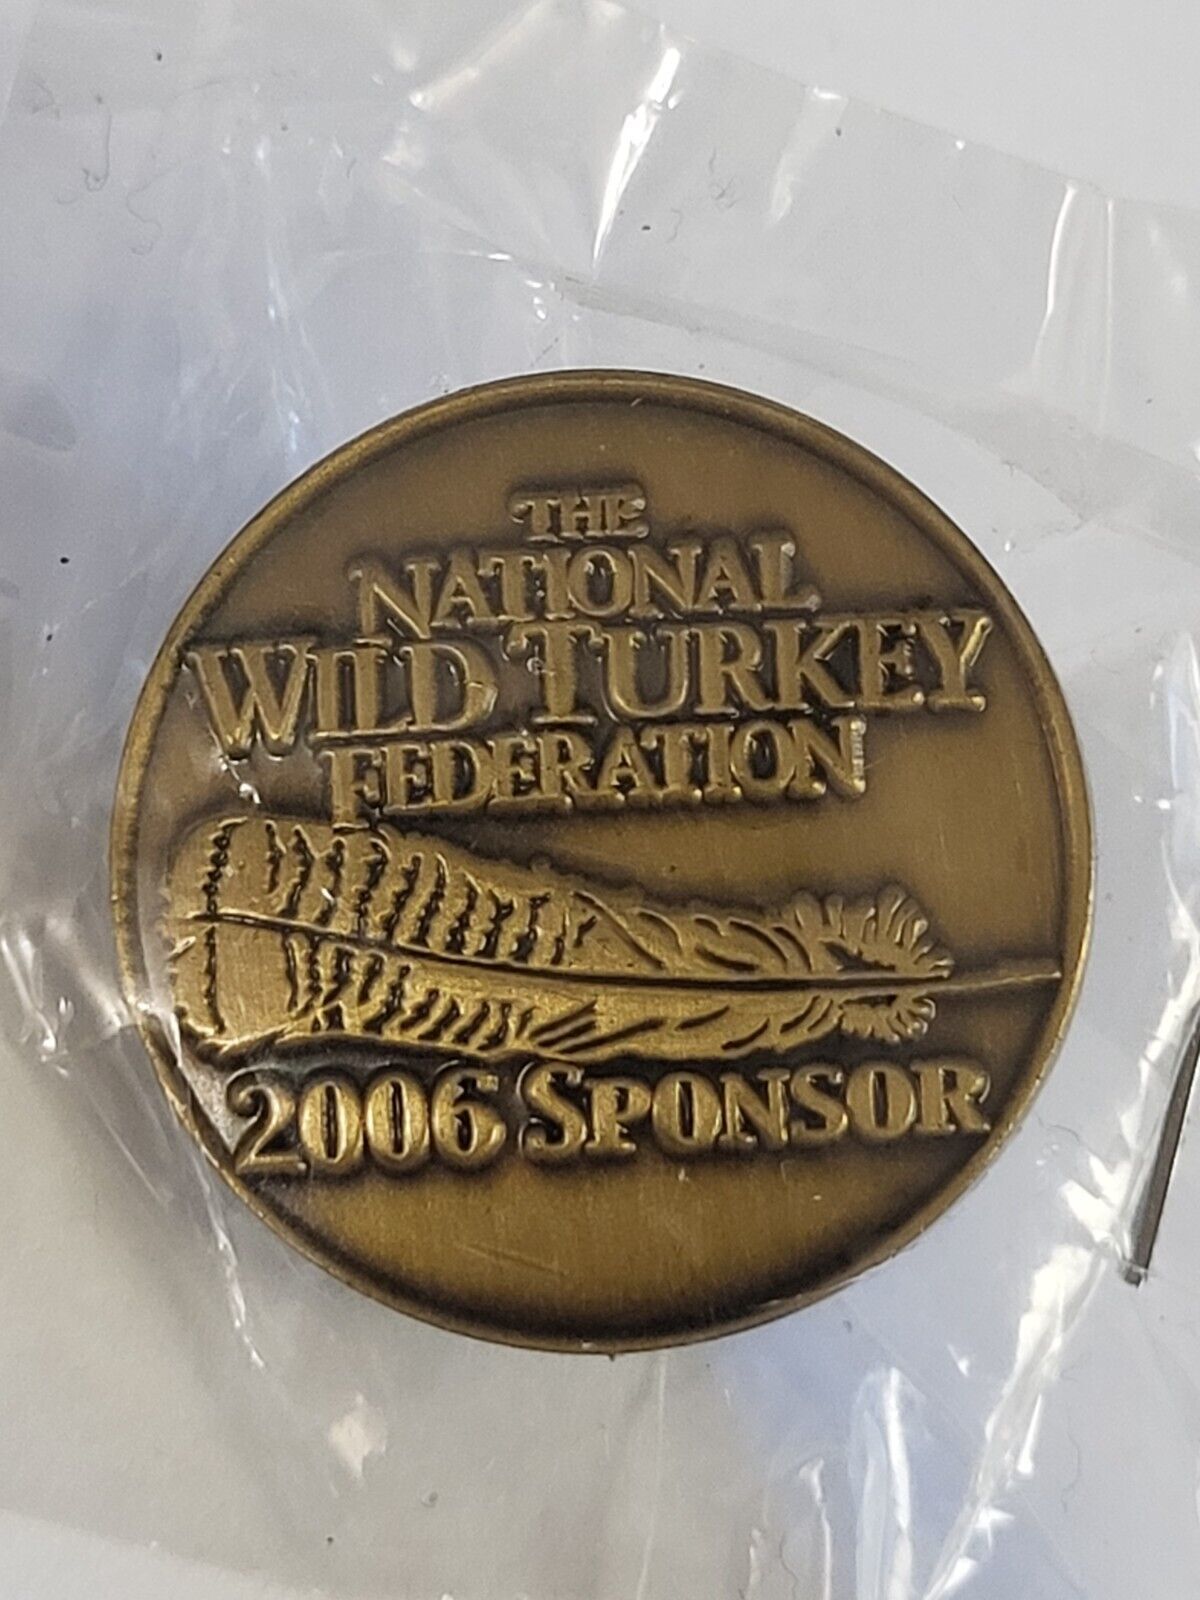 THE
NATIONAL
WILD TURKEY
FEDERATION
2006 SPONSOR